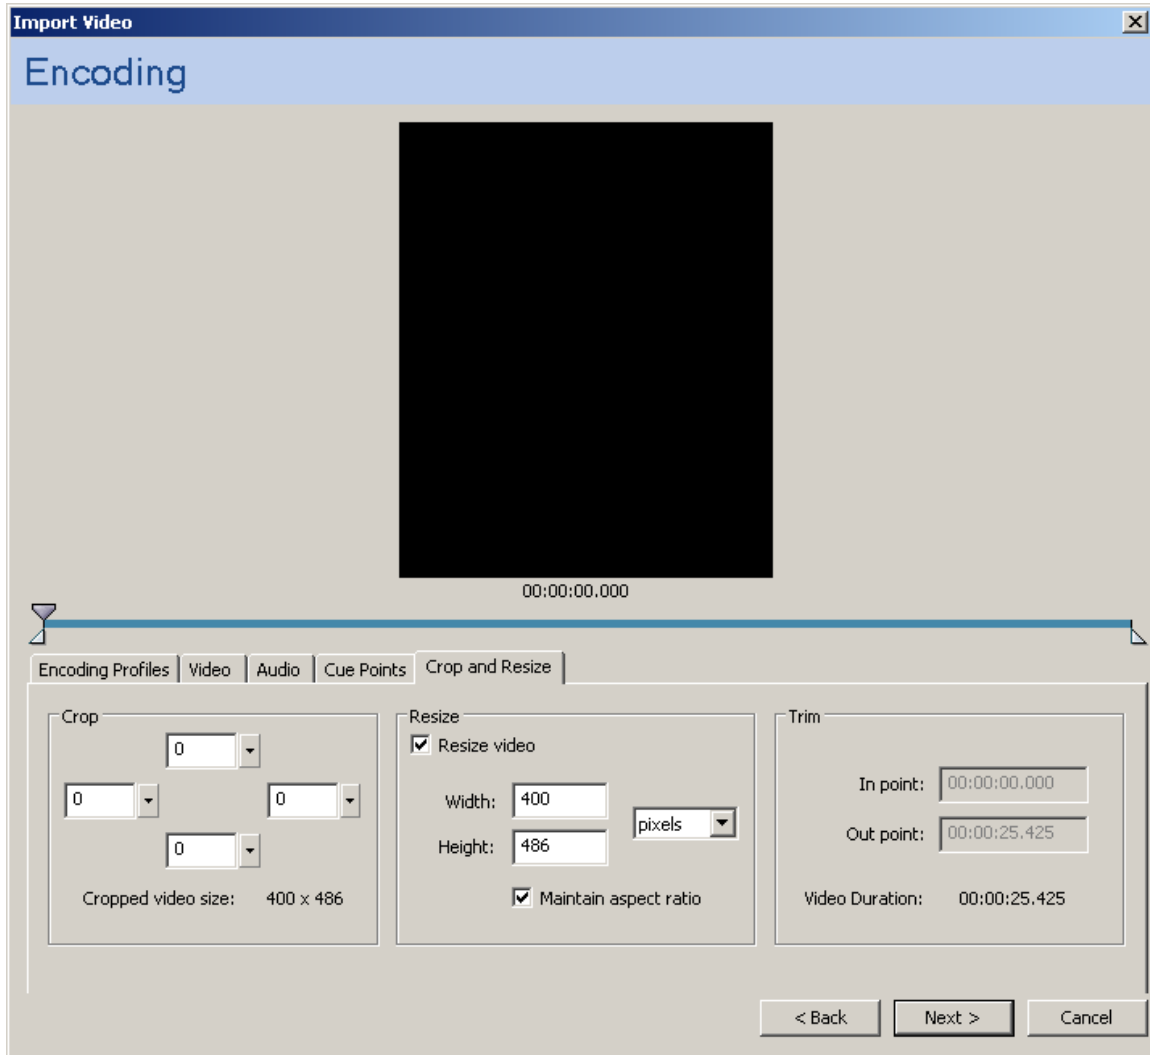 Import Video
Encoding
00:00:00.000
Encoding Profiles Video Audio Cue Points Crop and Resize
Crop
0
0 0
0
Cropped video size: 400 x 486
Resize
Resize video
Width: 400
pixels
Height: 486
Maintain aspect ratio
Trim
In point: 00:00:00.000
Out point: 00:00:25.425
Video Duration: 00:00:25.425
< Back Next > Cancel